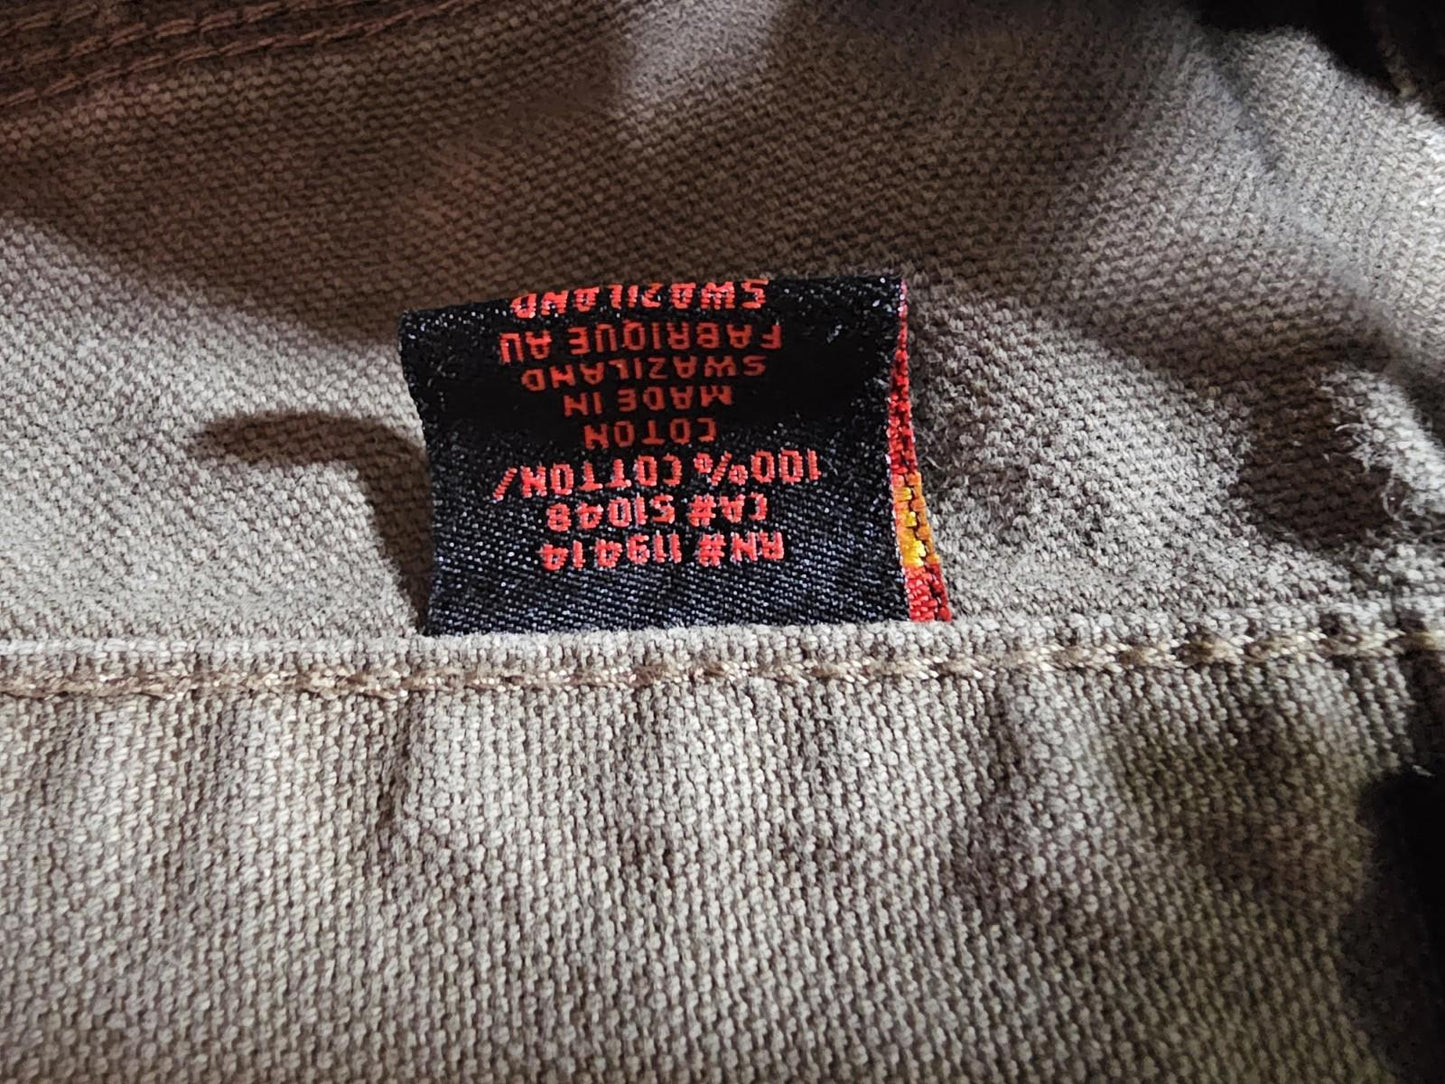 RN# 119414
CA# 51048
100% COTTON/
COTON
MADE IN
SWAZILAND
FABRIQUE AU
SWAZILAND